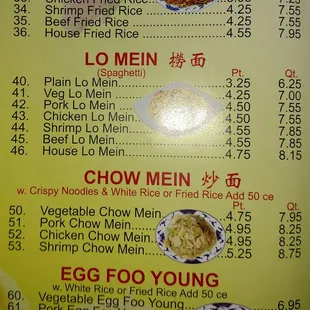 34. Shrimp Fried Rice 4.25 7.55
35. Beef Fried Rice 4.25 7.55
36. House Fried Rice 4.55 7.95
LO MEIN 撈面
(Spaghetti) Pt. Qt.
40. Plain Lo Mein 3.25 6.25
41. Veg Lo Mein 4.25 7.00
42. Pork Lo Mein 4.50 7.55
43. Chicken Lo Mein 4.50 7.55
44. Shrimp Lo Mein 4.55 7.85
45. Beef Lo Mein 4.55 7.85
46. House Lo Mein 4.75 8.15
CHOW MEIN 炒面
w. Crispy Noodles & White Rice or Fried Rice Add 50 ce
Pt. Qt.
50. Vegetable Chow Mein 4.75 7.95
51. Pork Chow Mein 4.95 8.25
52. Chicken Chow Mein 4.95 8.25
53. Shrimp Chow Mein
EGG FOO YOUNG
w. White Rice or Fried Rice Add 50 ce
60. Vegetable Egg Foo Young 6.95
61. Pork Egg